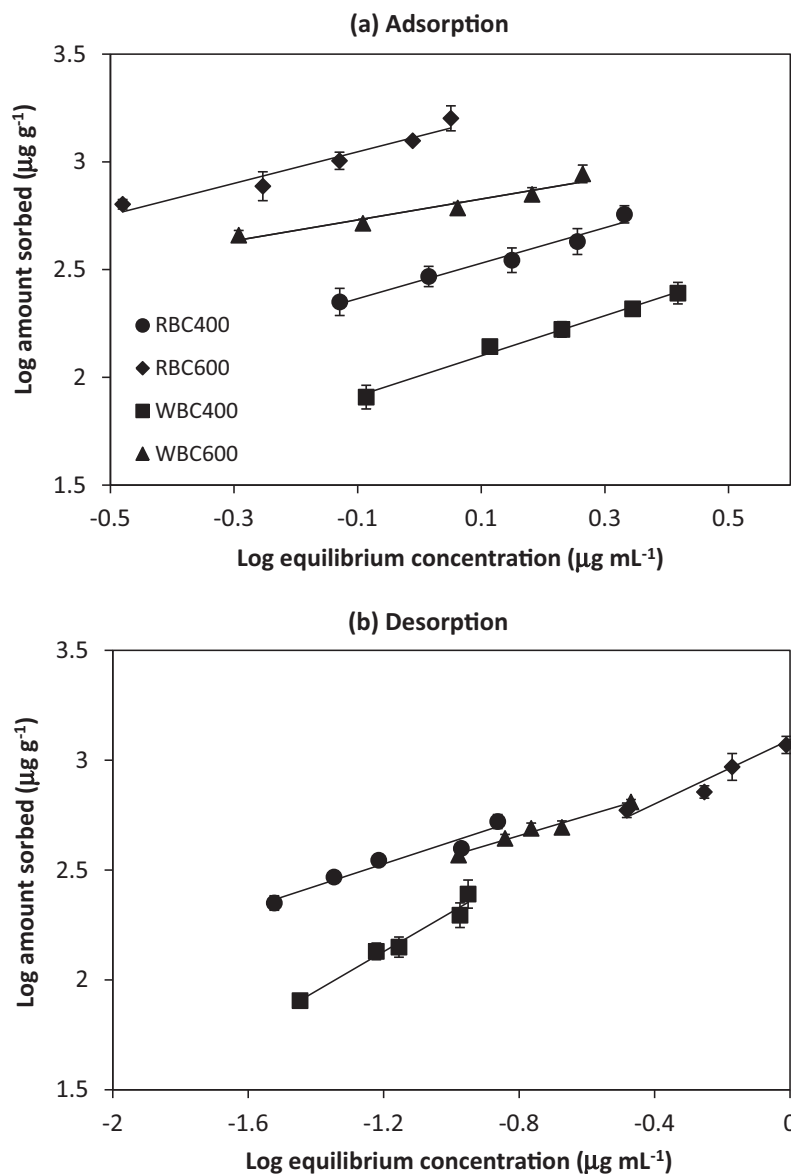 (a) Adsorption
3.5
3
2.5
2
1.5
Log amount sorbed (µg g-1)
RBC400
RBC600
WBC400
WBC600
-0.5 -0.3 -0.1 0.1 0.3 0.5
Log equilibrium concentration (µg mL-1)
(b) Desorption
3.5
3
2.5
2
1.5
Log amount sorbed (µg g-1)
-2 -1.6 -1.2 -0.8 -0.4 0
Log equilibrium concentration (µg mL-1)